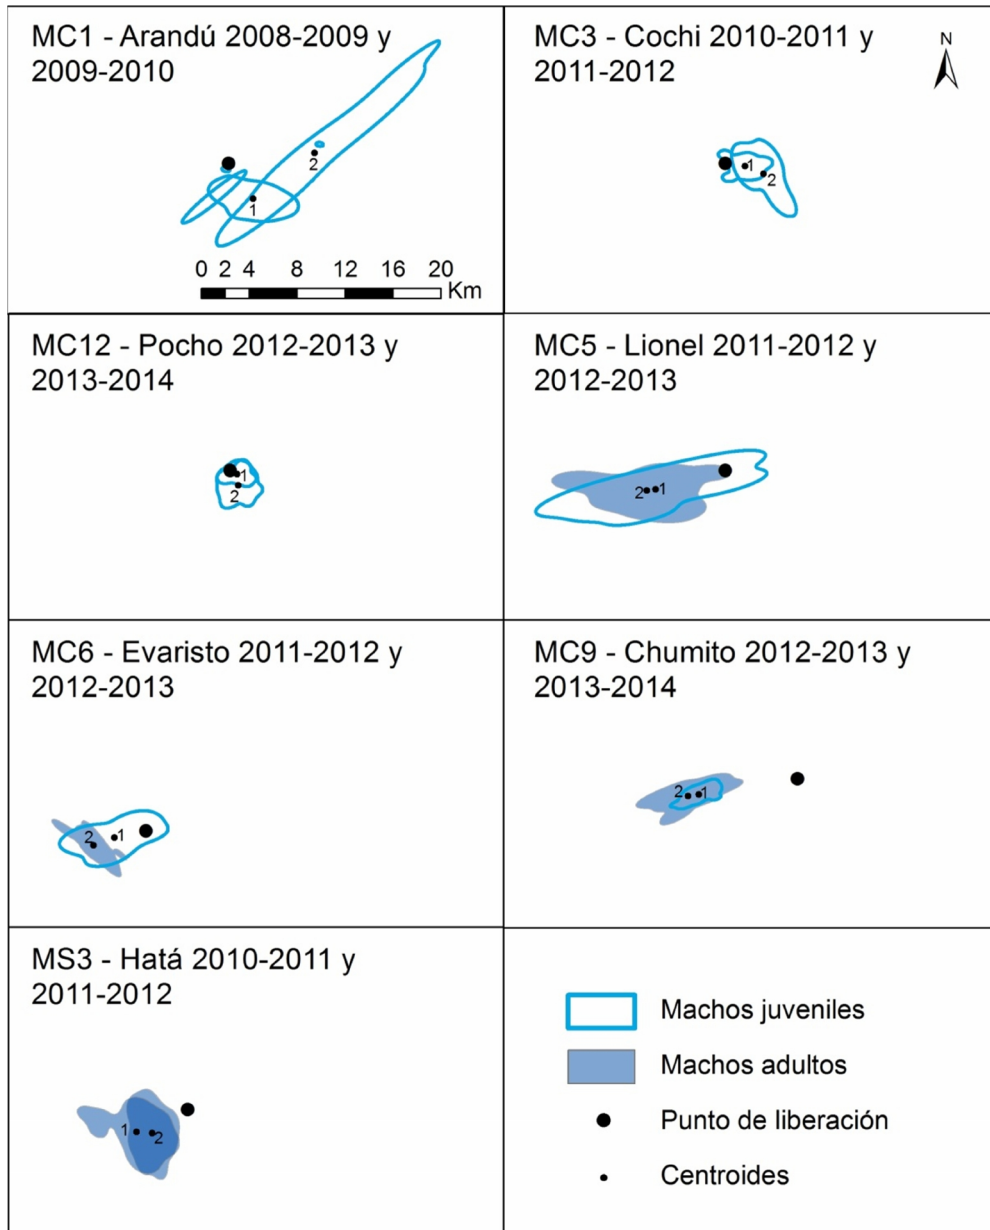 MC1 - Arandú 2008-2009 y
2009-2010
2
1
0 2 4 8 12 16 20
Km
MC3 - Cochi 2010-2011 y
2011-2012
N
1
2
MC12 - Pocho 2012-2013 y
2013-2014
1
2
MC5 - Lionel 2011-2012 y
2012-2013
2 1
MC6 - Evaristo 2011-2012 y
2012-2013
2 1
MC9 - Chumito 2012-2013 y
2013-2014
2 1
MS3 - Hatá 2010-2011 y
2011-2012
1 2
Machos juveniles
Machos adultos
Punto de liberación
Centroides